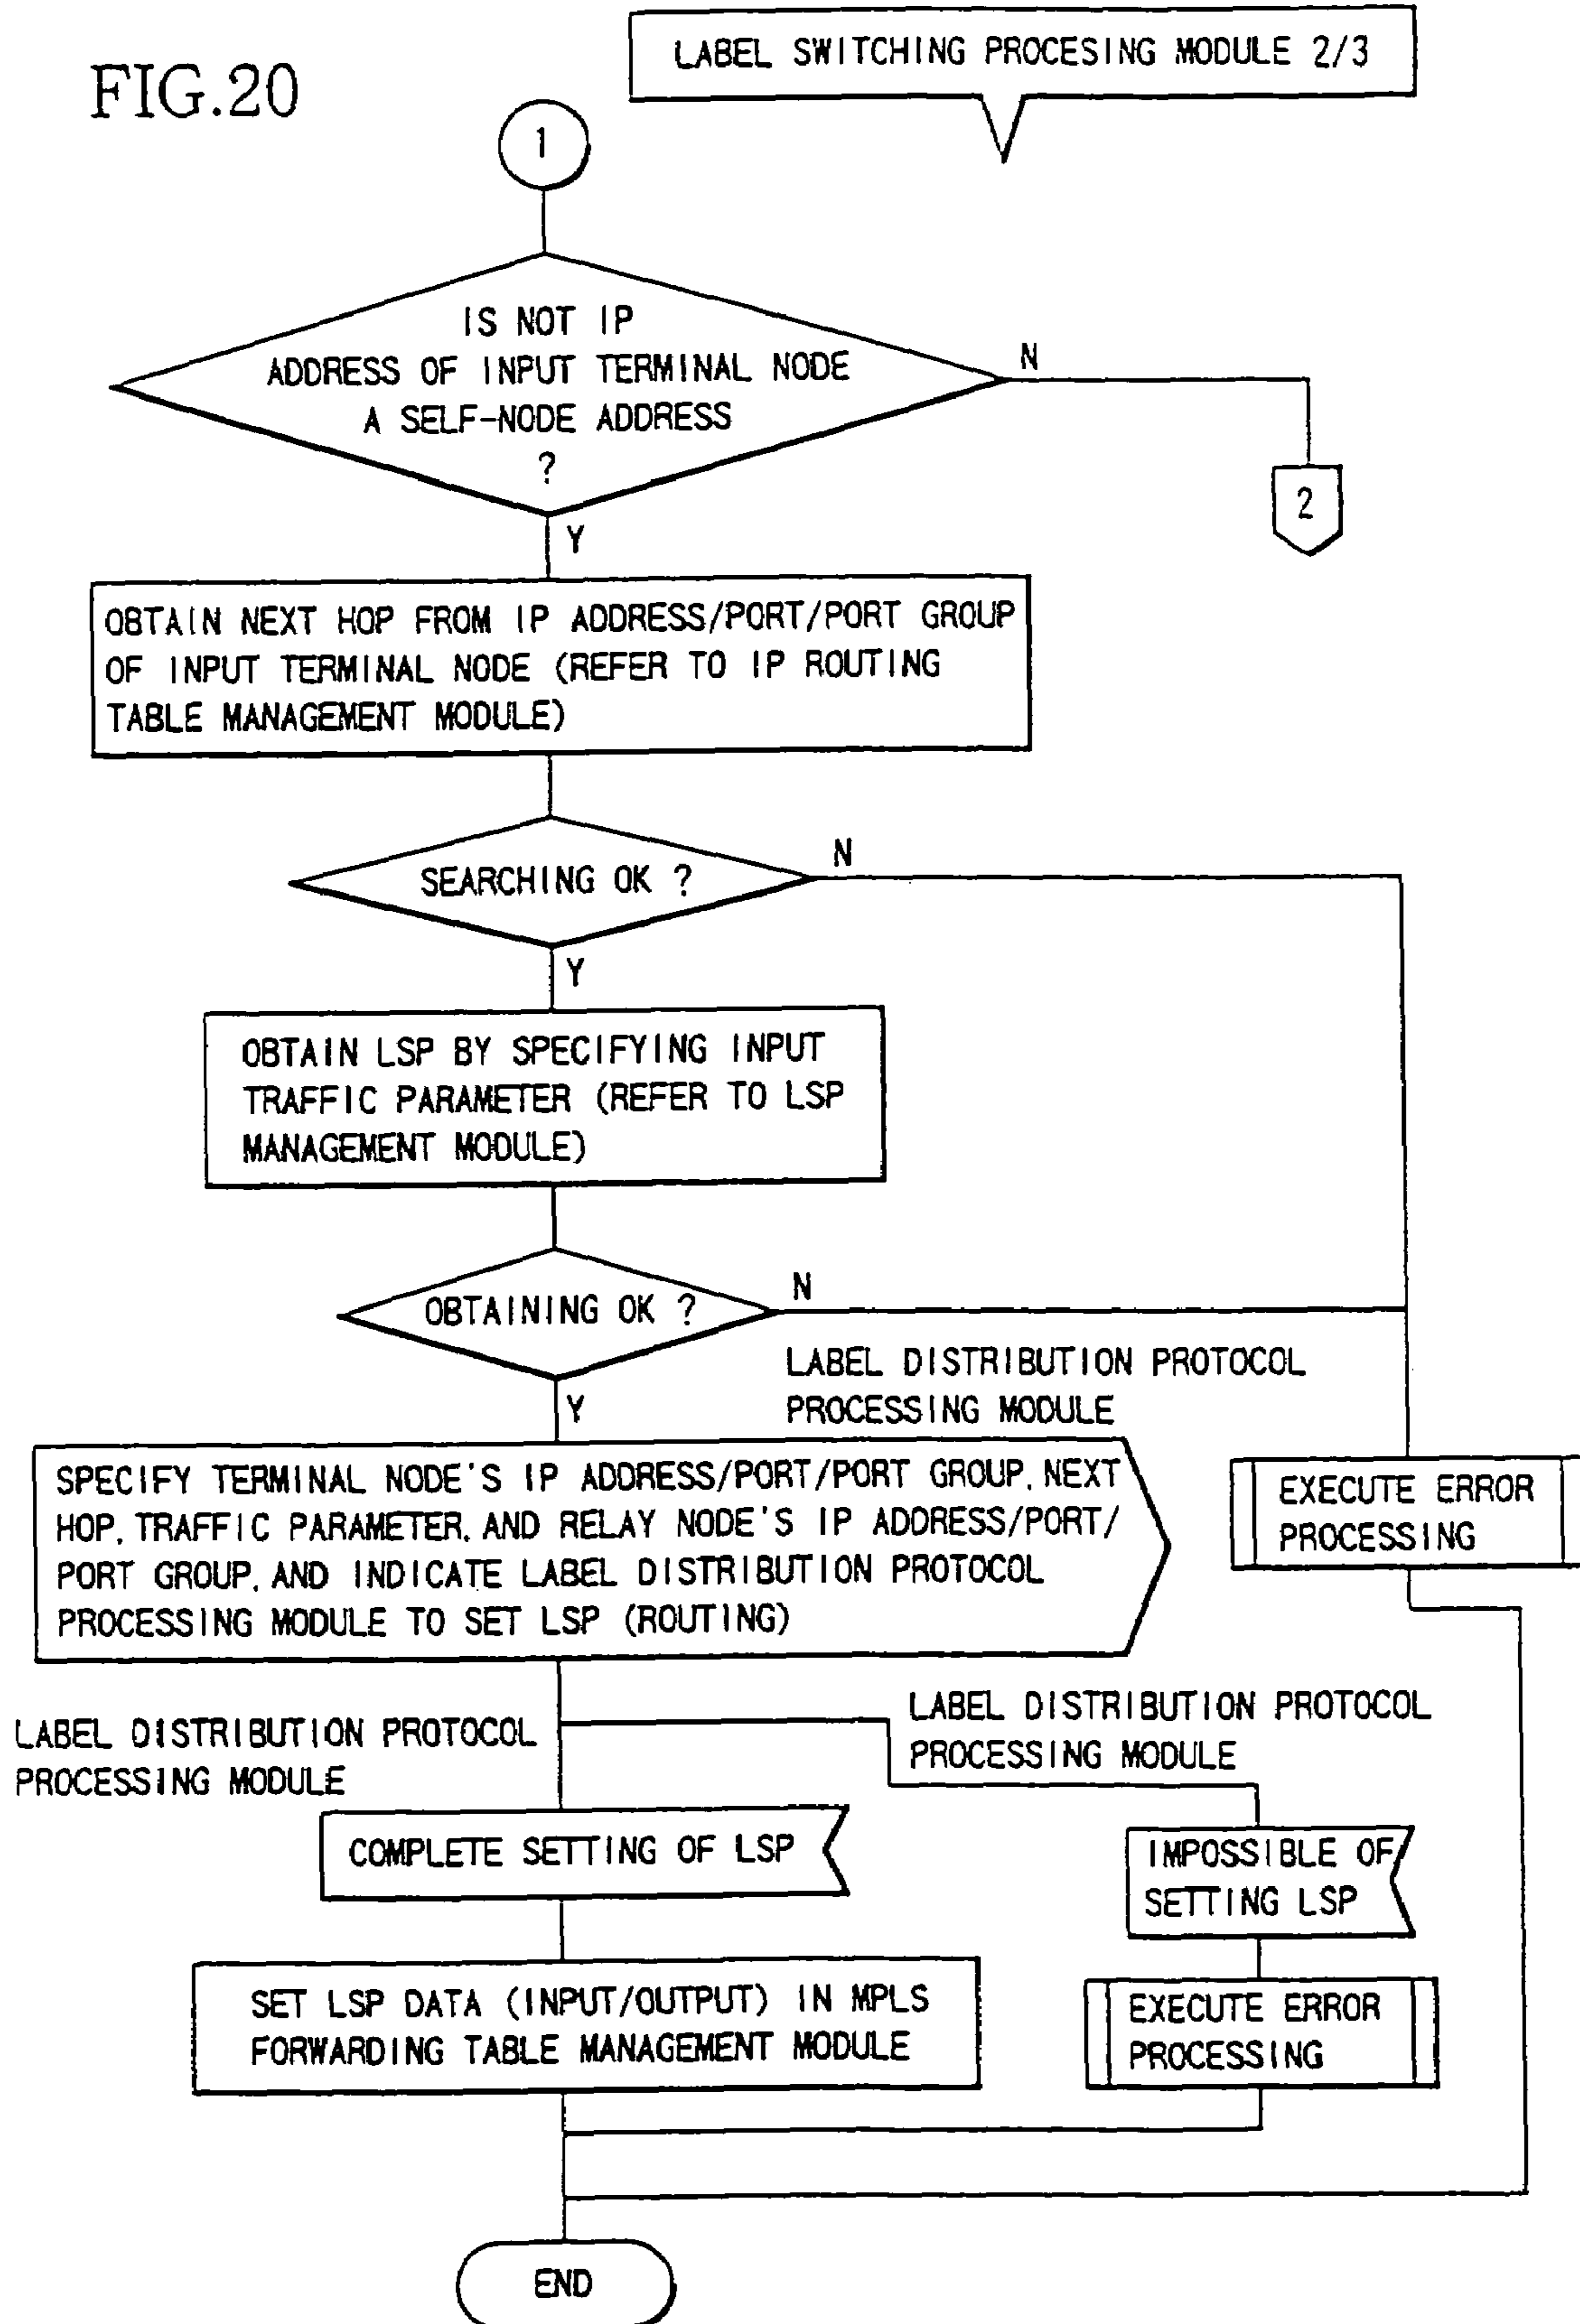 LABEL SWITCHING PROCESING MODULE 2/3
FIG.20
1
IS NOT IP
ADDRESS OF INPUT TERMINAL NODE
A SELF-NODE ADDRESS
?
N
2
Y
OBTAIN NEXT HOP FROM IP ADDRESS/PORT/PORT GROUP
OF INPUT TERMINAL NODE (REFER TO IP ROUTING
TABLE MANAGEMENT MODULE)
SEARCHING OK ?
N
Y
OBTAIN LSP BY SPECIFYING INPUT
TRAFFIC PARAMETER (REFER TO LSP
MANAGEMENT MODULE)
OBTAINING OK ?
N
Y
LABEL DISTRIBUTION PROTOCOL
PROCESSING MODULE
SPECIFY TERMINAL NODE'S IP ADDRESS/PORT/PORT GROUP, NEXT
HOP, TRAFFIC PARAMETER, AND RELAY NODE'S IP ADDRESS/PORT/
PORT GROUP, AND INDICATE LABEL DISTRIBUTION PROTOCOL
PROCESSING MODULE TO SET LSP (ROUTING)
EXECUTE ERROR
PROCESSING
LABEL DISTRIBUTION PROTOCOL
PROCESSING MODULE
LABEL DISTRIBUTION PROTOCOL
PROCESSING MODULE
COMPLETE SETTING OF LSP
IMPOSSIBLE OF
SETTING LSP
SET LSP DATA (INPUT/OUTPUT) IN MPLS
FORWARDING TABLE MANAGEMENT MODULE
EXECUTE ERROR
PROCESSING
END